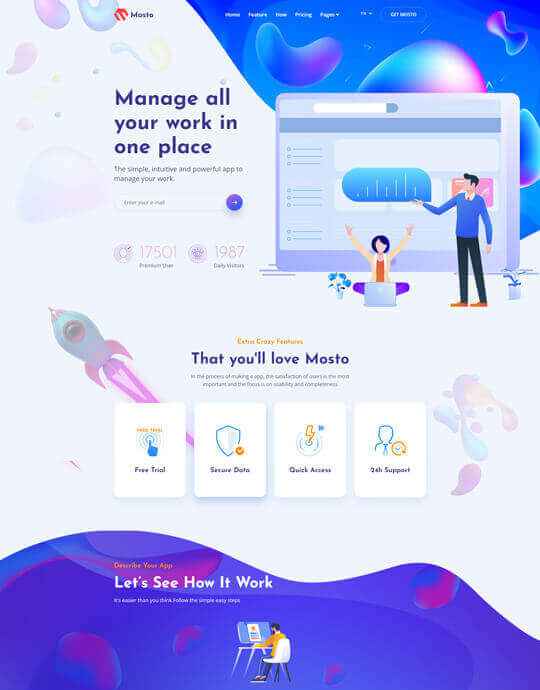 Mosto
Home Feature How Pricing Pages EN GET MOSTO
Manage all
your work in
one place
The simple, intuitive and powerful app to
manage your work.
Enter your e-mail
17501 1987
Premium User Daily Visitors
Extra Crazy Features
That you'll love Mosto
In the process of making a app, the satisfaction of users is the most
important and the focus is on usability and completeness
FREE TRIAL
Free Trial Secure Data Quick Access 24h Support
Describe Your App
Let's See How It Work
It's easier than you think.Follow the simple easy steps